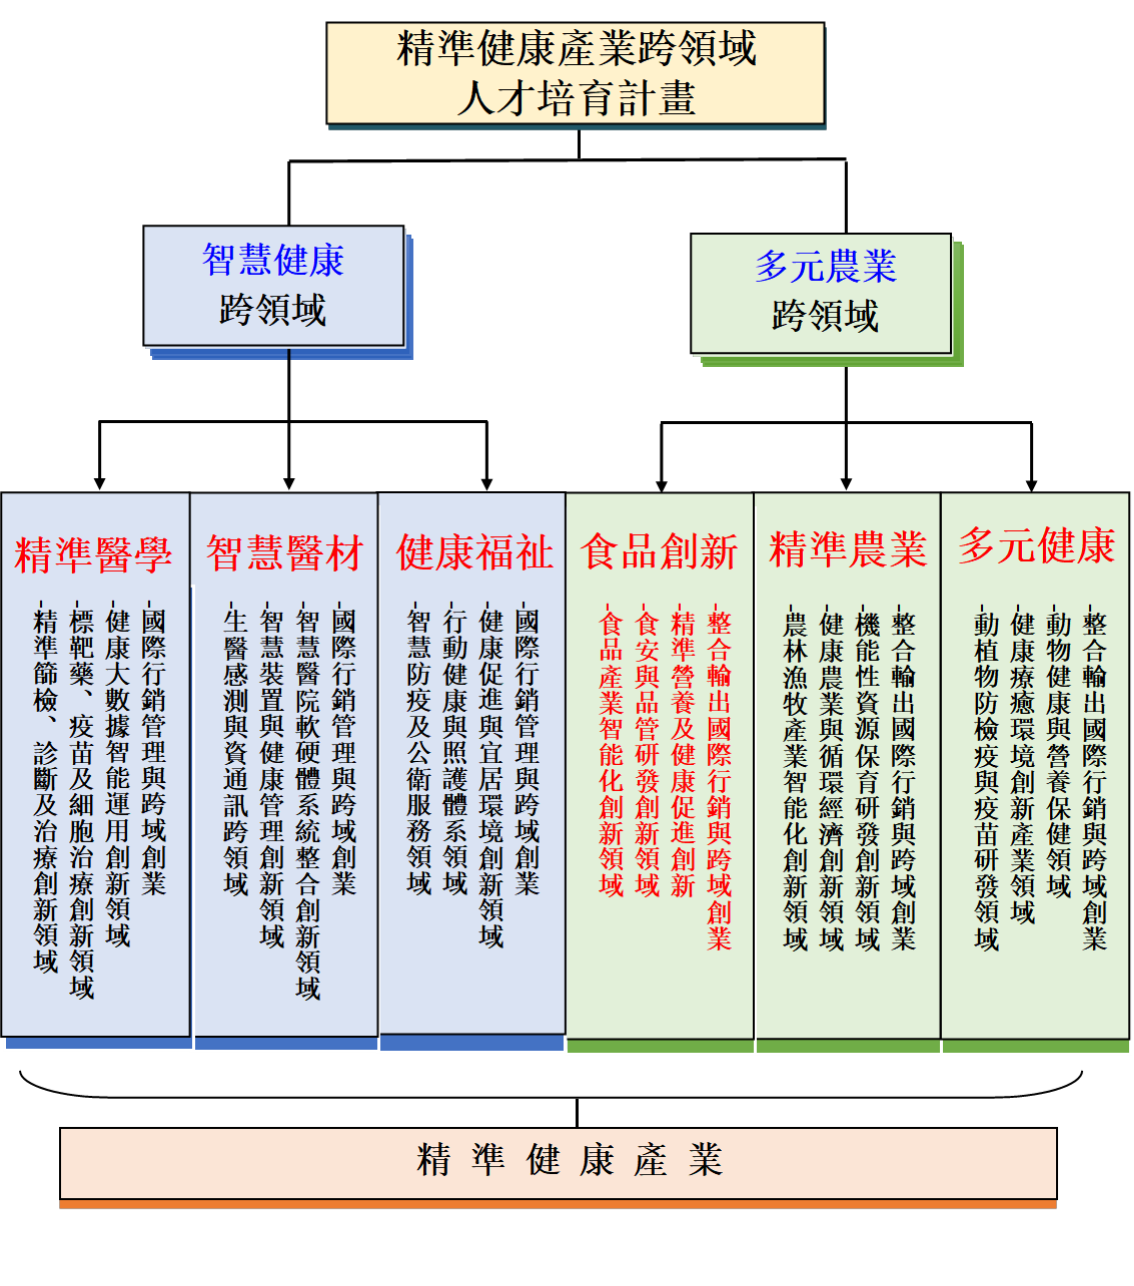 精準健康產業跨領域
人才培育計畫
智慧健康
跨領域
多元農業
跨領域
精準醫學
-國際行銷管理與跨域創業
-健康大數據智能運用創新領域
-標靶藥、疫苗及細胞治療創新領域
-精準篩檢、診斷及治療創新領域
智慧醫材
-國際行銷管理與跨域創業
-智慧醫院軟硬體系統整合創新領域
-智慧裝置與健康管理創新領域
-生醫感測與資通訊跨領域
健康福祉
-國際行銷管理與跨域創業
-健康促進與宜居環境創新領域
-行動健康與照護體系領域
-智慧防疫及公衛服務領域
食品創新
-整合輸出國際行銷與跨域創業
-精準營養及健康促進創新
-食安與品管研發創新領域
-食品產業智能化創新領域
精準農業
-整合輸出國際行銷與跨域創業
-機能性資源保育研發創新領域
-健康農業與循環經濟創新領域
-農林漁牧產業智能化創新領域
多元健康
-整合輸出國際行銷與跨域創業
-動物健康與營養保健領域
-健康療癒環境創新產業領域
-動植物防檢疫與疫苗研發領域
精準健康產業